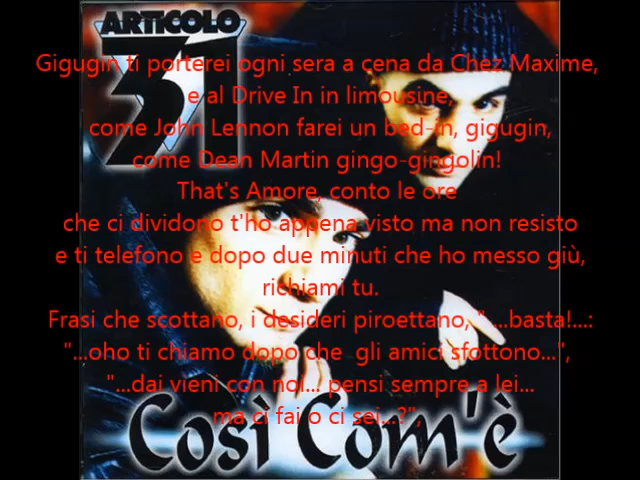 ARTICOLO
31
Gigugin ti porterei ogni sera a cena da Chez Maxime,
e al Drive In in limousine,
come John Lennon farei un bed-in, gigugin,
come Dean Martin gingo-gingolin!
That's Amore, conto le ore
che ci dividono t'ho appena visto ma non resisto
e ti telefono e dopo due minuti che ho messo giù,
richiami tu.
Frasi che scottano, i desideri piroettano, "....basta!...:
"...oho ti chiamo dopo che  gli amici sfottono...",
"...dai vieni con noi... pensi sempre a lei...
ma ci fai o ci sei...?",
Così Com'è